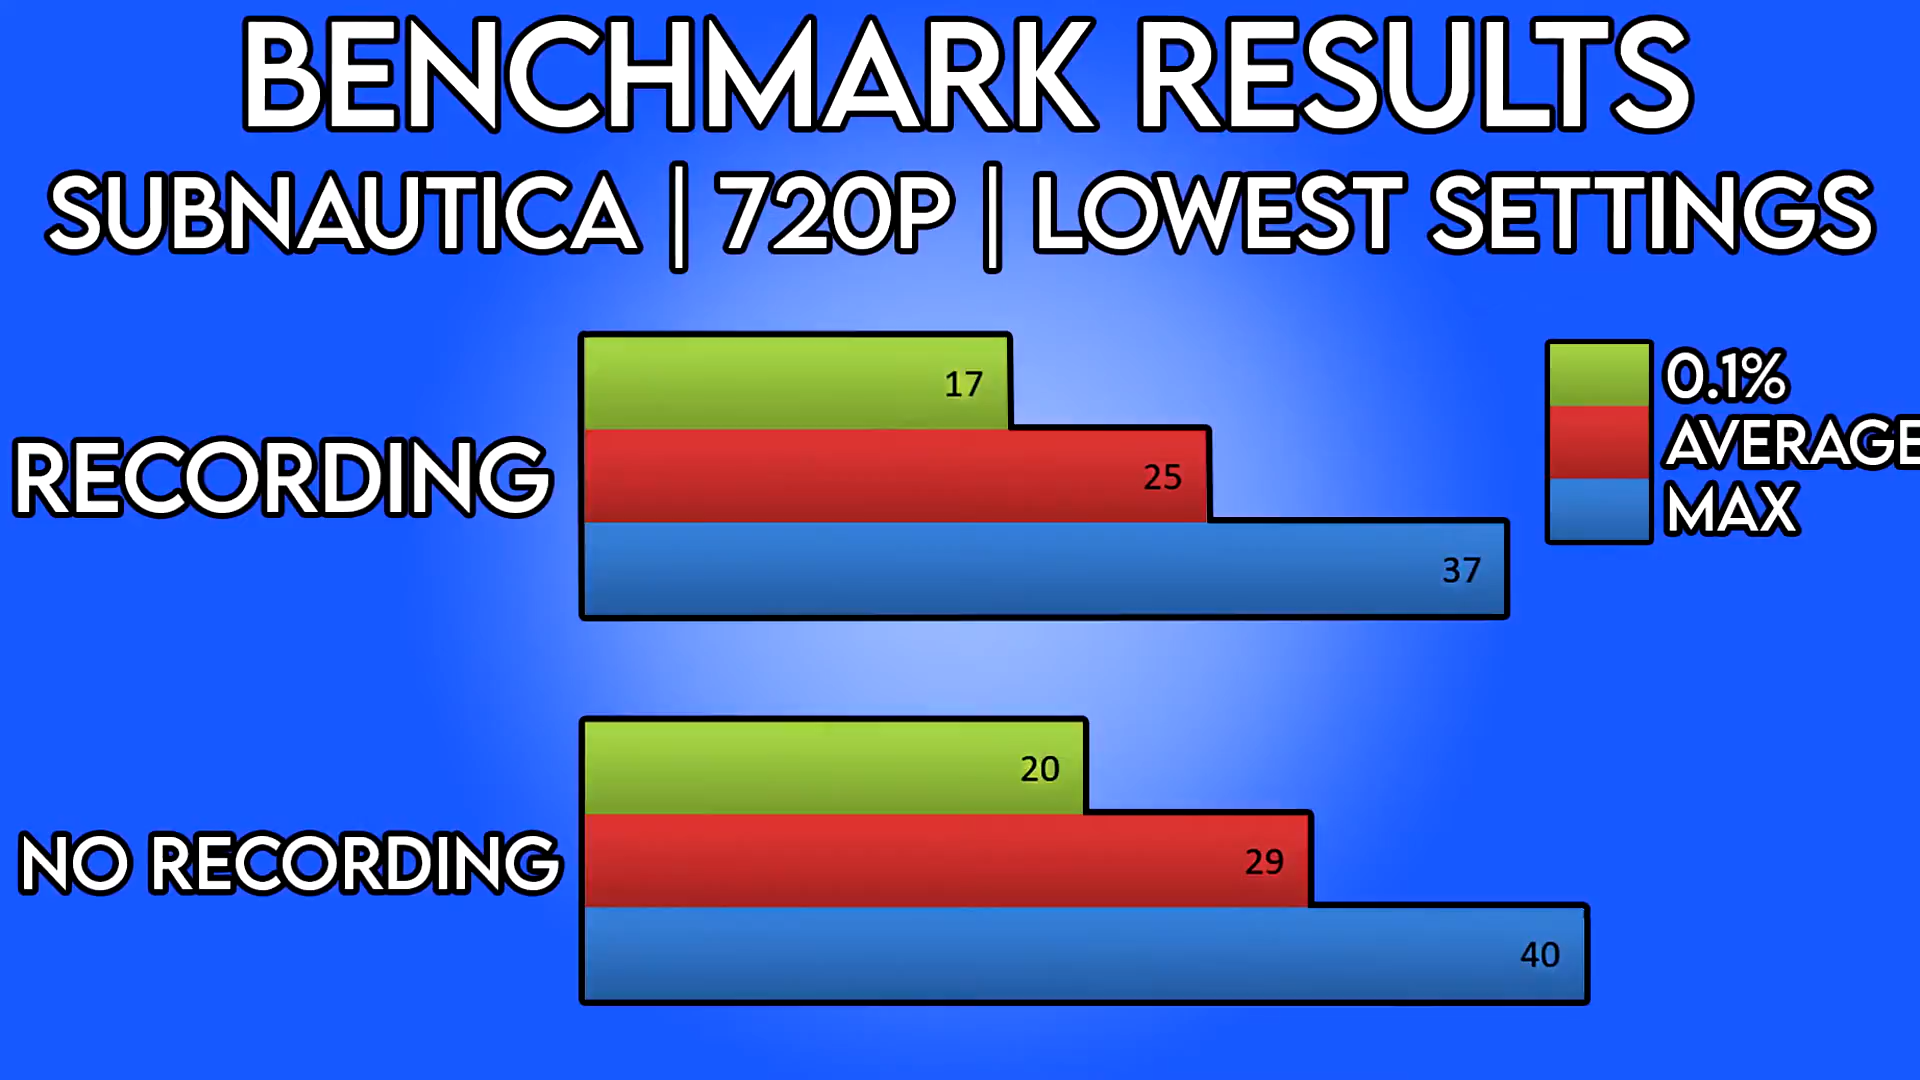 BENCHMARK RESULTS
SUBNAUTICA | 720P | LOWEST SETTINGS
RECORDING
17
25
37
0.1%
AVERAGE
MAX
NO RECORDING
20
29
40